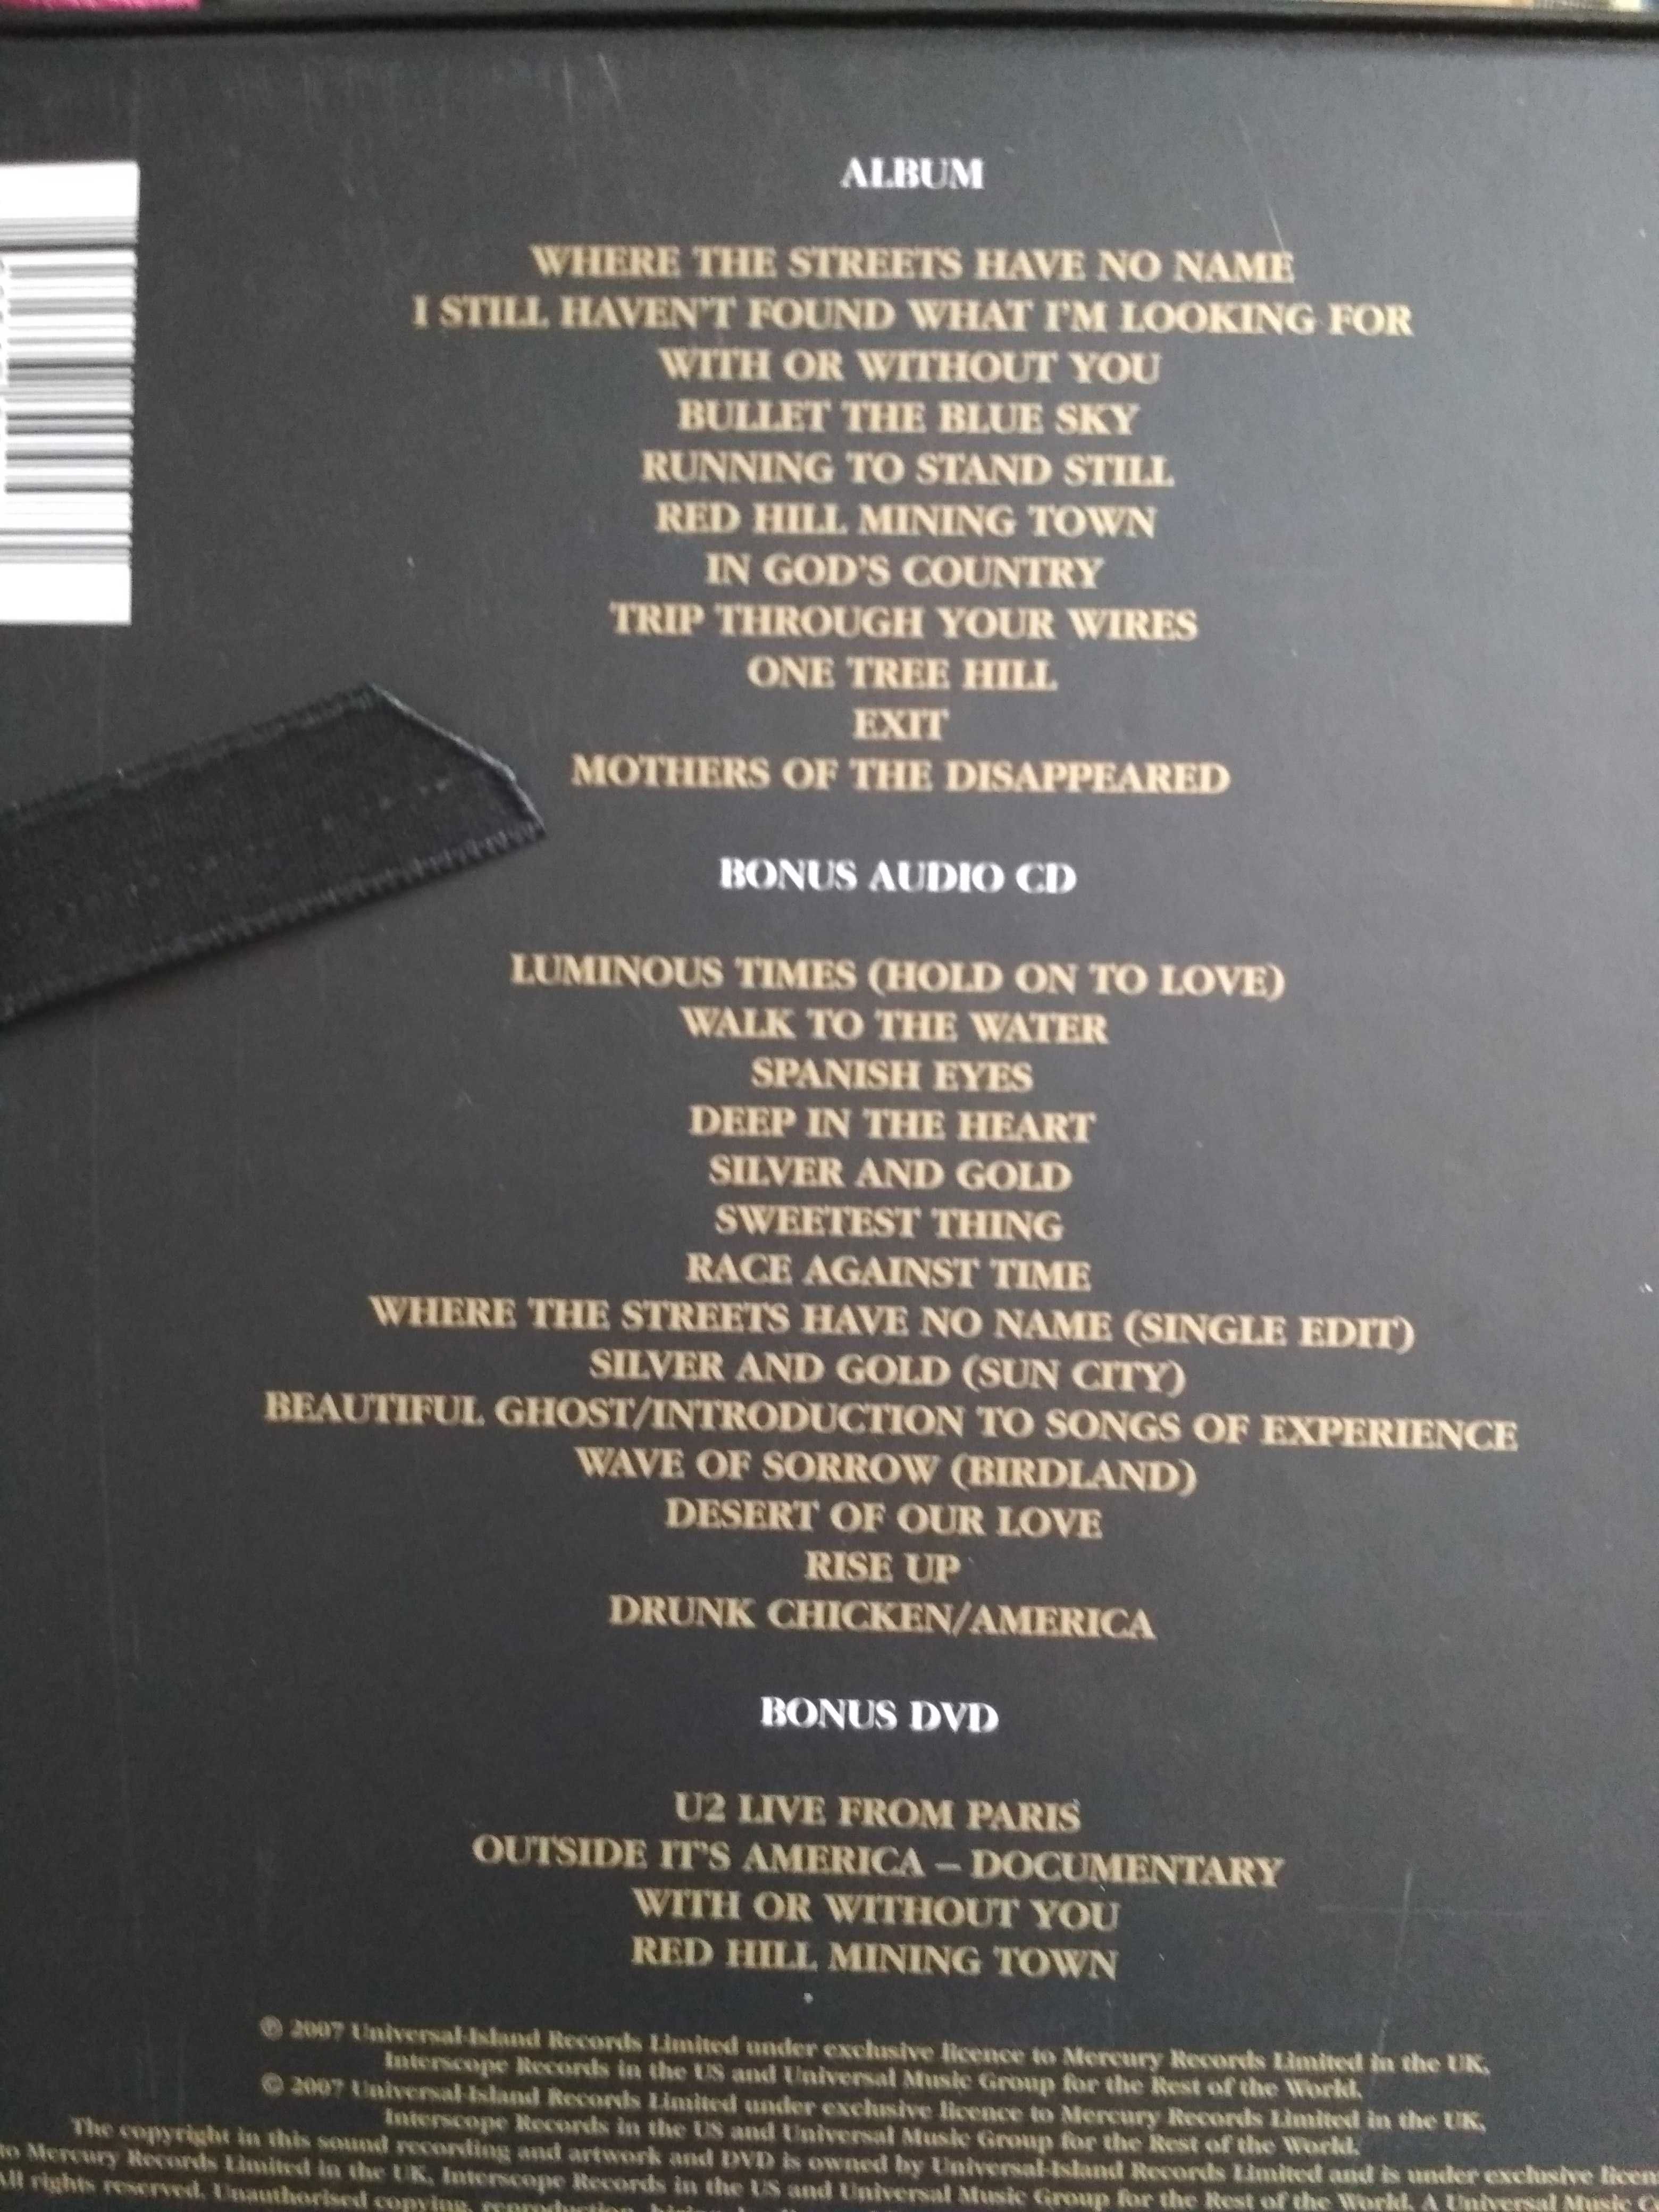 ALBUM
WHERE THE STREETS HAVE NO NAME
I STILL HAVEN'T FOUND WHAT I'M LOOKING FOR
WITH OR WITHOUT YOU
BULLET THE BLUE SKY
RUNNING TO STAND STILL
RED HILL MINING TOWN
IN GOD'S COUNTRY
TRIP THROUGH YOUR WIRES
ONE TREE HILL
EXIT
MOTHERS OF THE DISAPPEARED
BONUS AUDIO CD
LUMINOUS TIMES (HOLD ON TO LOVE)
WALK TO THE WATER
SPANISH EYES
DEEP IN THE HEART
SILVER AND GOLD
SWEETEST THING
RACE AGAINST TIME
WHERE THE STREETS HAVE NO NAME (SINGLE EDIT)
SILVER AND GOLD (SUN CITY)
BEAUTIFUL GHOST/INTRODUCTION TO SONGS OF EXPERIENCE
WAVE OF SORROW (BIRDLAND)
DESERT OF OUR LOVE
RISE UP
DRUNK CHICKEN/AMERICA
BONUS DVD
U2 LIVE FROM PARIS
OUTSIDE IT'S AMERICA – DOCUMENTARY
WITH OR WITHOUT YOU
RED HILL MINING TOWN
℗ 2007 Universal-Island Records Limited under exclusive licence to Mercury Records Limited in the UK,
Interscope Records in the US and Universal Music Group for the Rest of the World.
© 2007 Universal-Island Records Limited under exclusive licence to Mercury Records Limited in the UK,
Interscope Records in the US and Universal Music Group for the Rest of the World.
The copyright in this sound recording and artwork and DVD is owned by Universal-Island Records Limited and is under exclusive
to Mercury Records Limited in the UK, Interscope Records in the US and Universal Music Group for the Rest of the World. A Universal Music
All rights reserved. Unauthorised copying, reproduction,